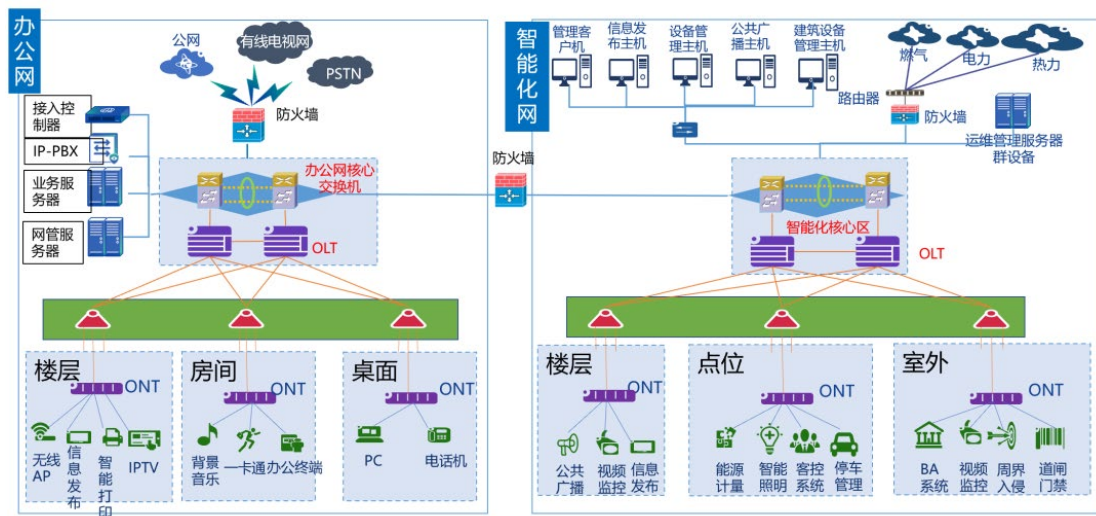 办公网
公网
有线电视网
PSTN
防火墙
接入控
制器
IP-PBX
业务服
务器
网管服
务器
办公网核心
交换机
OLT
楼层
ONT
无线
AP
信息
发布
智能
打印
IPTV
房间
ONT
背景
音乐
一卡通
办公终端
桌面
ONT
PC
电话机
防火墙
智能化网
管理客
户机
信息发
布主机
设备管
理主机
公共广
播主机
建筑设备
管理主机
燃气
电力
热力
路由器
防火墙
运维管理服务器
群设备
智能化核心区
OLT
楼层
ONT
公共
广播
视频
监控
信息
发布
点位
ONT
能源
计量
智能
照明
客控
系统
停车
管理
室外
ONT
BA
系统
视频
监控
周界
入侵
道闸
门禁